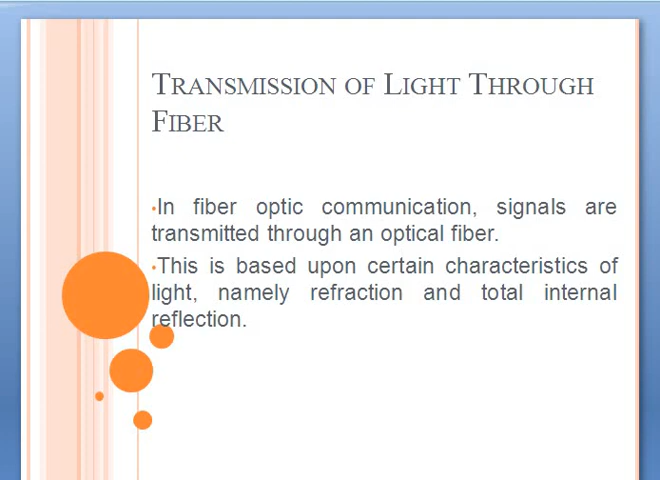 Transmission of Light Through
Fiber
•In fiber optic communication, signals are
transmitted through an optical fiber.
•This is based upon certain characteristics of
light, namely refraction and total internal
reflection.